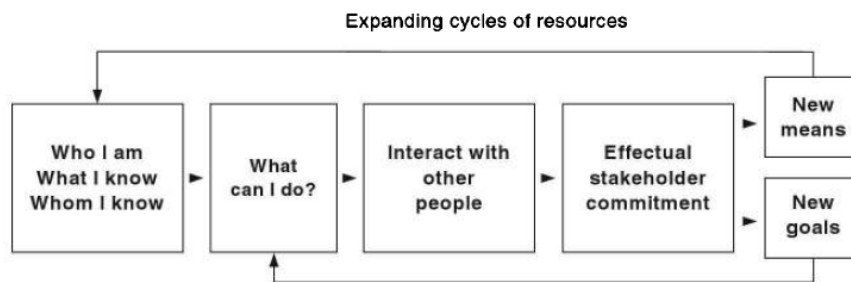 Expanding cycles of resources
Who I am
What I know
Whom I know
What
can I do?
Interact with
other
people
Effectual
stakeholder
commitment
New
means
New
goals